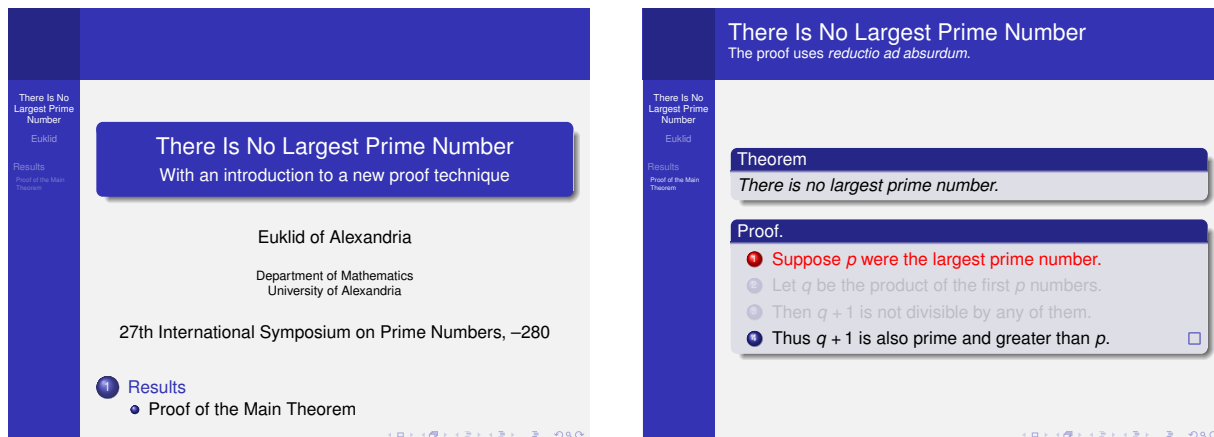 There Is No
Largest Prime
Number
Euklid
Results
Proof of the Main
Theorem
There Is No Largest Prime Number
With an introduction to a new proof technique
Euklid of Alexandria
Department of Mathematics
University of Alexandria
27th International Symposium on Prime Numbers, –280
1 Results
Proof of the Main Theorem
There Is No Largest Prime Number
The proof uses reductio ad absurdum.
There Is No
Largest Prime
Number
Euklid
Results
Proof of the Main
Theorem
Theorem
There is no largest prime number.
Proof.
1 Suppose p were the largest prime number.
2 Let q be the product of the first p numbers.
3 Then q + 1 is not divisible by any of them.
4 Thus q + 1 is also prime and greater than p.